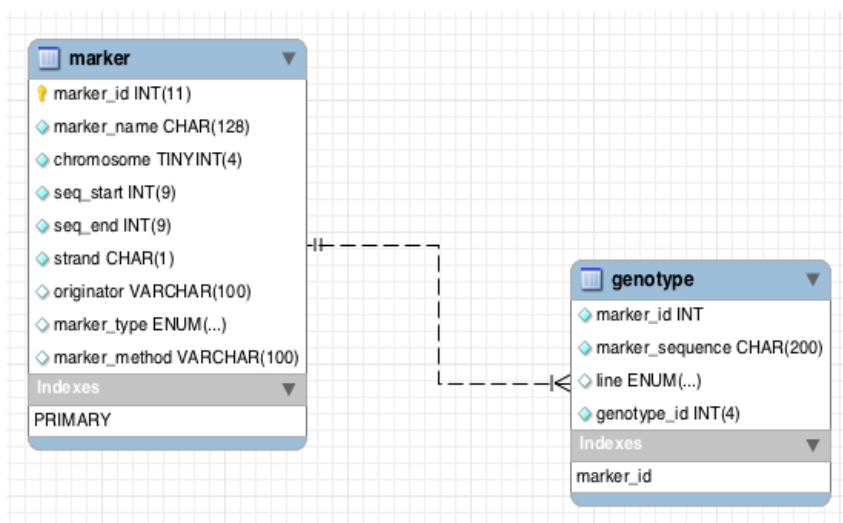 marker
marker_id INT(11)
marker_name CHAR(128)
chromosome TINYINT(4)
seq_start INT(9)
seq_end INT(9)
strand CHAR(1)
originator VARCHAR(100)
marker_type ENUM(...)
marker_method VARCHAR(100)
Indexes
PRIMARY
genotype
marker_id INT
marker_sequence CHAR(200)
line ENUM(...)
genotype_id INT(4)
Indexes
marker_id